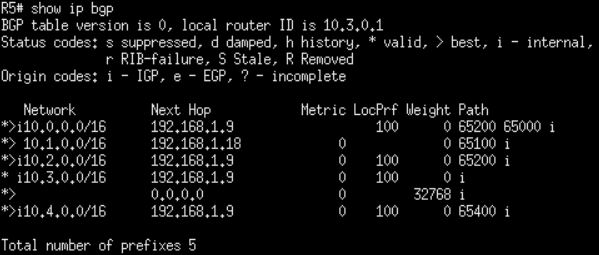 R5# show ip bgp
BGP table version is 0, local router ID is 10.3.0.1
Status codes: s suppressed, d damped, h history, * valid, > best, i - internal,
              r RIB-failure, S Stale, R Removed
Origin codes: i - IGP, e - EGP, ? - incomplete

   Network          Next Hop            Metric LocPrf Weight Path
*>i10.0.0.0/16      192.168.1.9                   100      0 65200 65000 i
*> 10.1.0.0/16      192.168.1.18             0             0 65100 i
*>i10.2.0.0/16      192.168.1.9              0    100      0 65200 i
* i10.3.0.0/16      192.168.1.9              0    100      0 i
*>                  0.0.0.0                  0         32768 i
*>i10.4.0.0/16      192.168.1.9              0    100      0 65400 i

Total number of prefixes 5